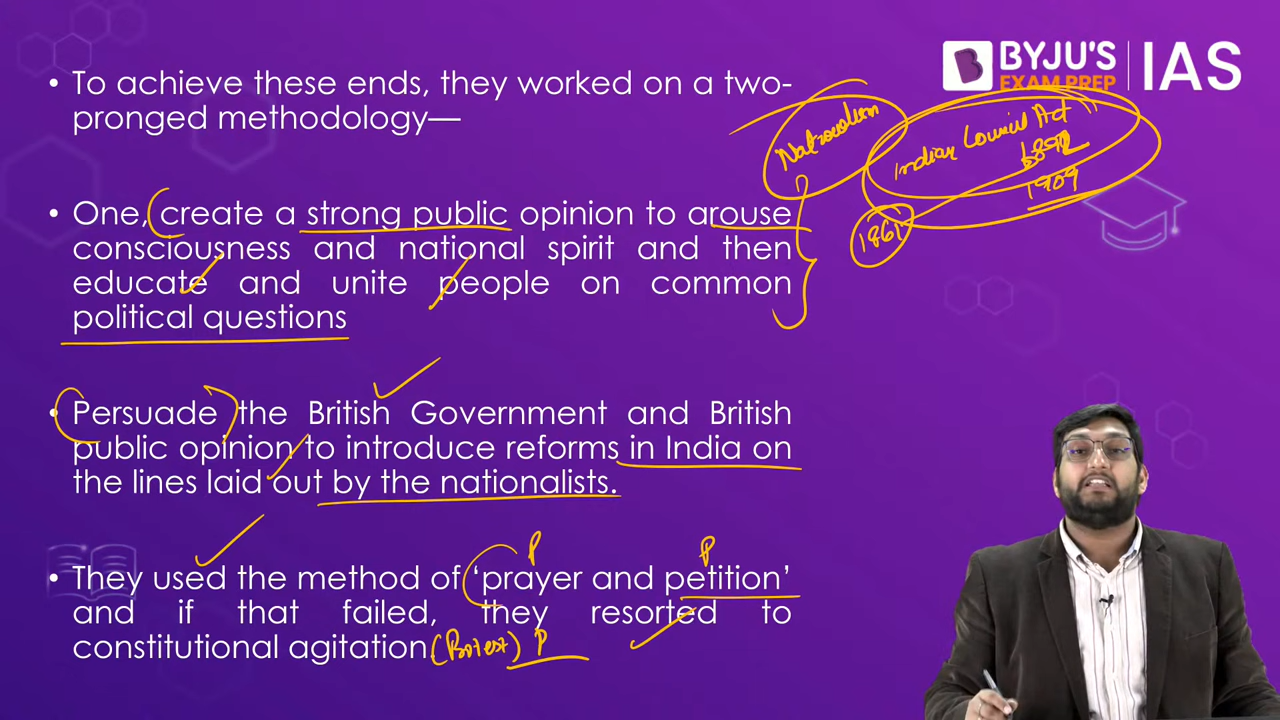 BYJU'S
EXAM PREP
IAS
• To achieve these ends, they worked on a two-
pronged methodology—
Nationalism
Indian Council Act
1892
1909
1861
• One, create a strong public opinion to arouse
consciousness and national spirit and then
educate and unite people on common
political questions
• Persuade the British Government and British
public opinion to introduce reforms in India on
the lines laid out by the nationalists.
P P
• They used the method of 'prayer and petition'
and if that failed, they resorted to
constitutional agitation (Protest) P